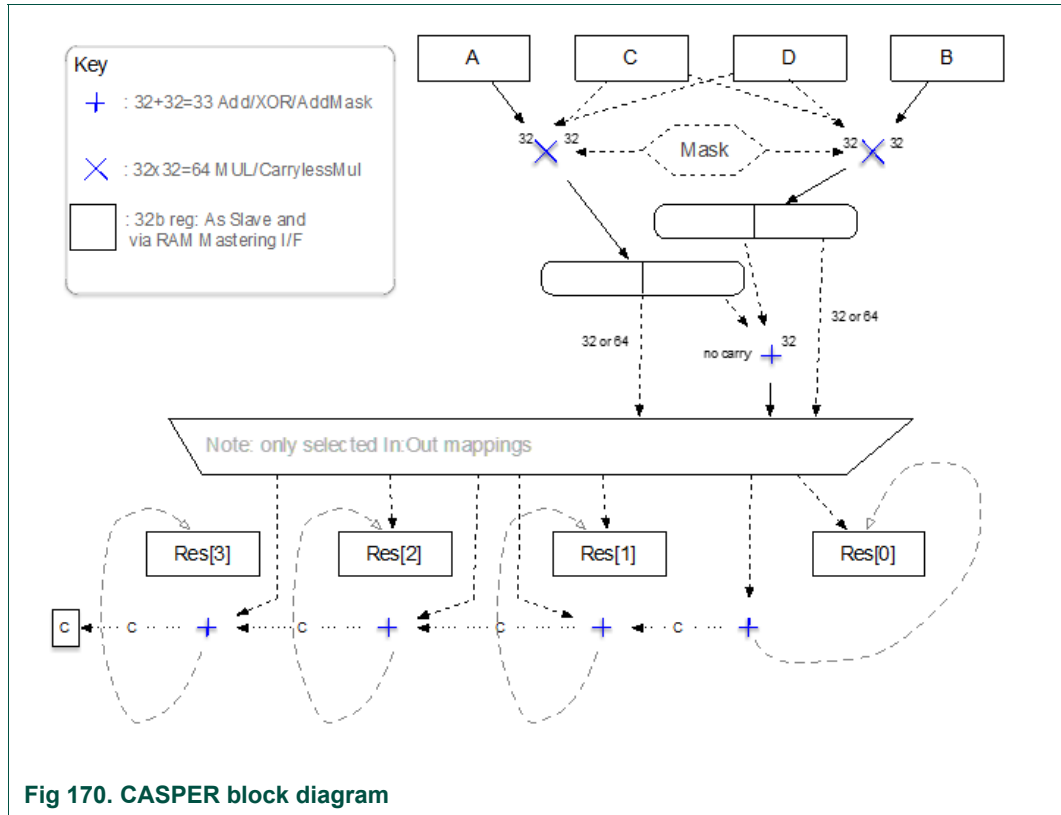 A
C
D
B
Key
: 32+32=33 Add/XOR/AddMask
: 32x32=64 MUL/CarrylessMul
: 32b reg: As Slave and
via RAM Mastering I/F
32
32
Mask
32
32
32 or 64
no carry
32
32 or 64
Note: only selected In:Out mappings
Res[3]
Res[2]
Res[1]
Res[0]
C
C
C
C
C
Fig 170. CASPER block diagram